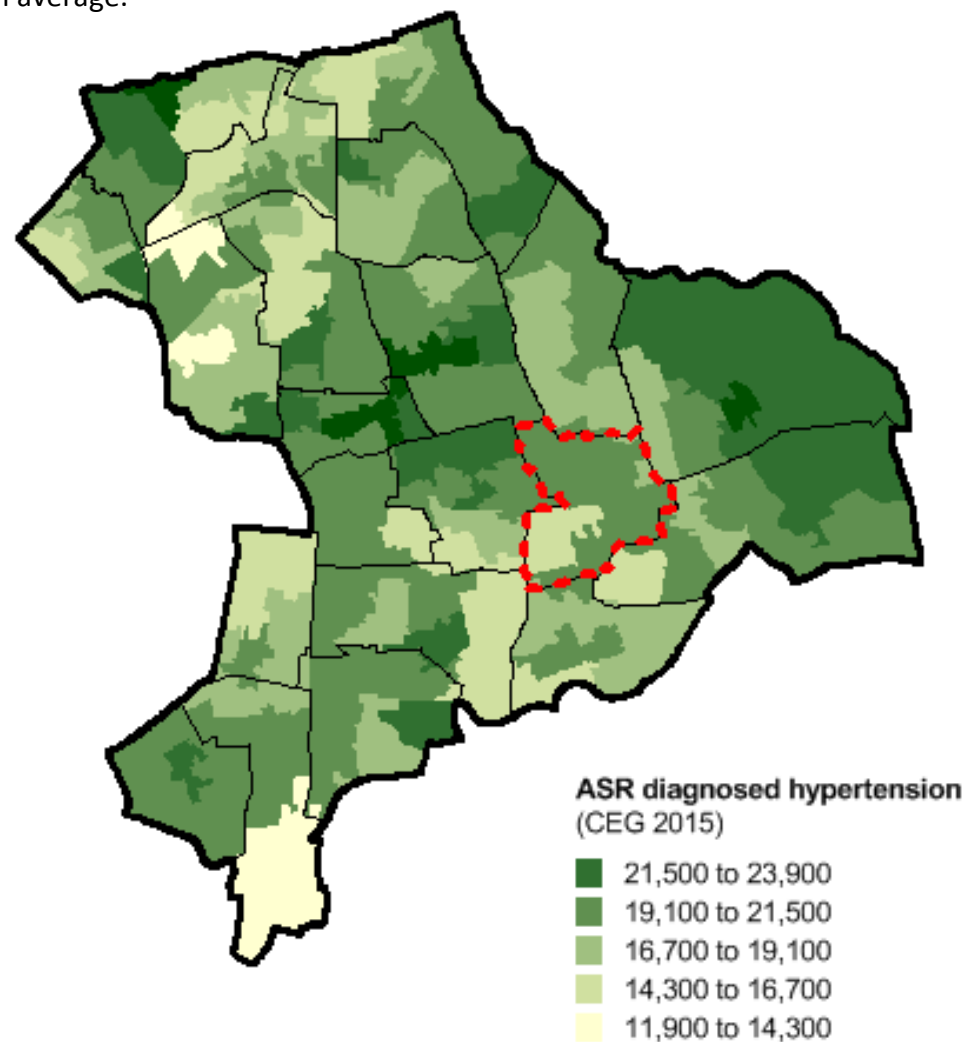 average.
ASR diagnosed hypertension
(CEG 2015)
21,500 to 23,900
19,100 to 21,500
16,700 to 19,100
14,300 to 16,700
11,900 to 14,300